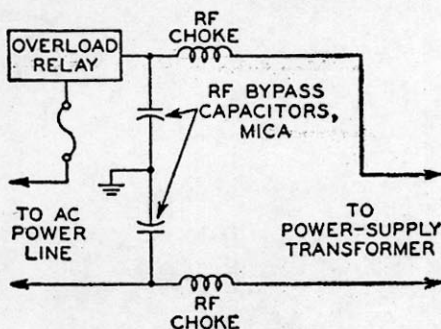 RF
CHOKE
OVERLOAD
RELAY
RF BYPASS
CAPACITORS,
MICA
TO AC
POWER
LINE
TO
POWER-SUPPLY
TRANSFORMER
RF
CHOKE